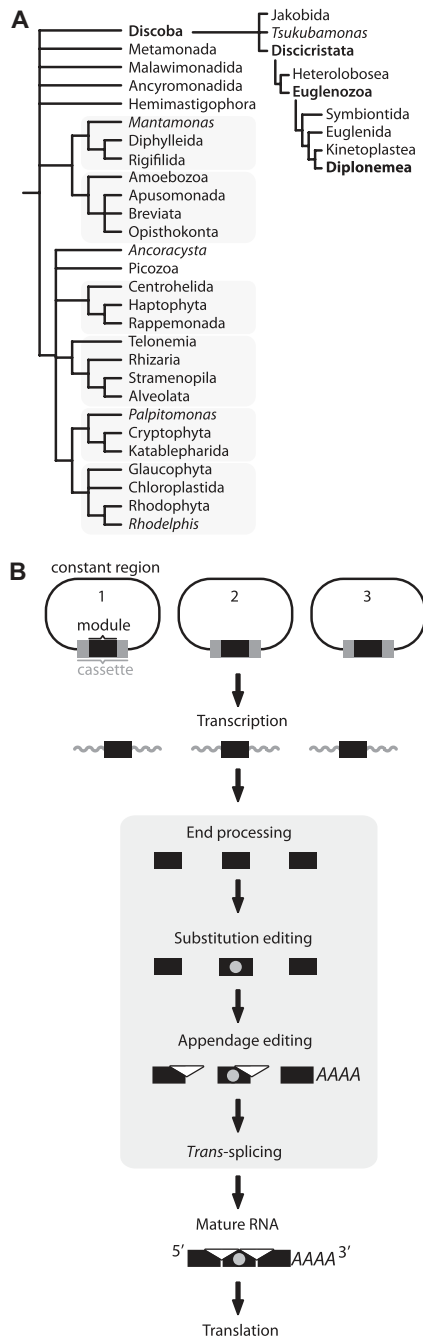 A
Discoba
Metamonada
Malawimonadida
Ancyromonadida
Hemimastigophora
Mantamonas
Diphylleida
Rigifilida
Amoebozoa
Apusomonada
Breviata
Opisthokonta
Ancoracysta
Picozoa
Centrohelida
Haptophyta
Rappemonada
Telonemia
Rhizaria
Stramenopila
Alveolata
Palpitomonas
Cryptophyta
Katablepharida
Glaucophyta
Chloroplastida
Rhodophyta
Rhodelphis
Jakobida
Tsukubamonas
Discicristata
Heterolobosea
Euglenozoa
Symbiontida
Euglenida
Kinetoplastea
Diplonemea
B
constant region
1 2 3
module
cassette
Transcription
End processing
Substitution editing
Appendage editing
AAAA
Trans-splicing
Mature RNA
5′ AAAA 3′
Translation